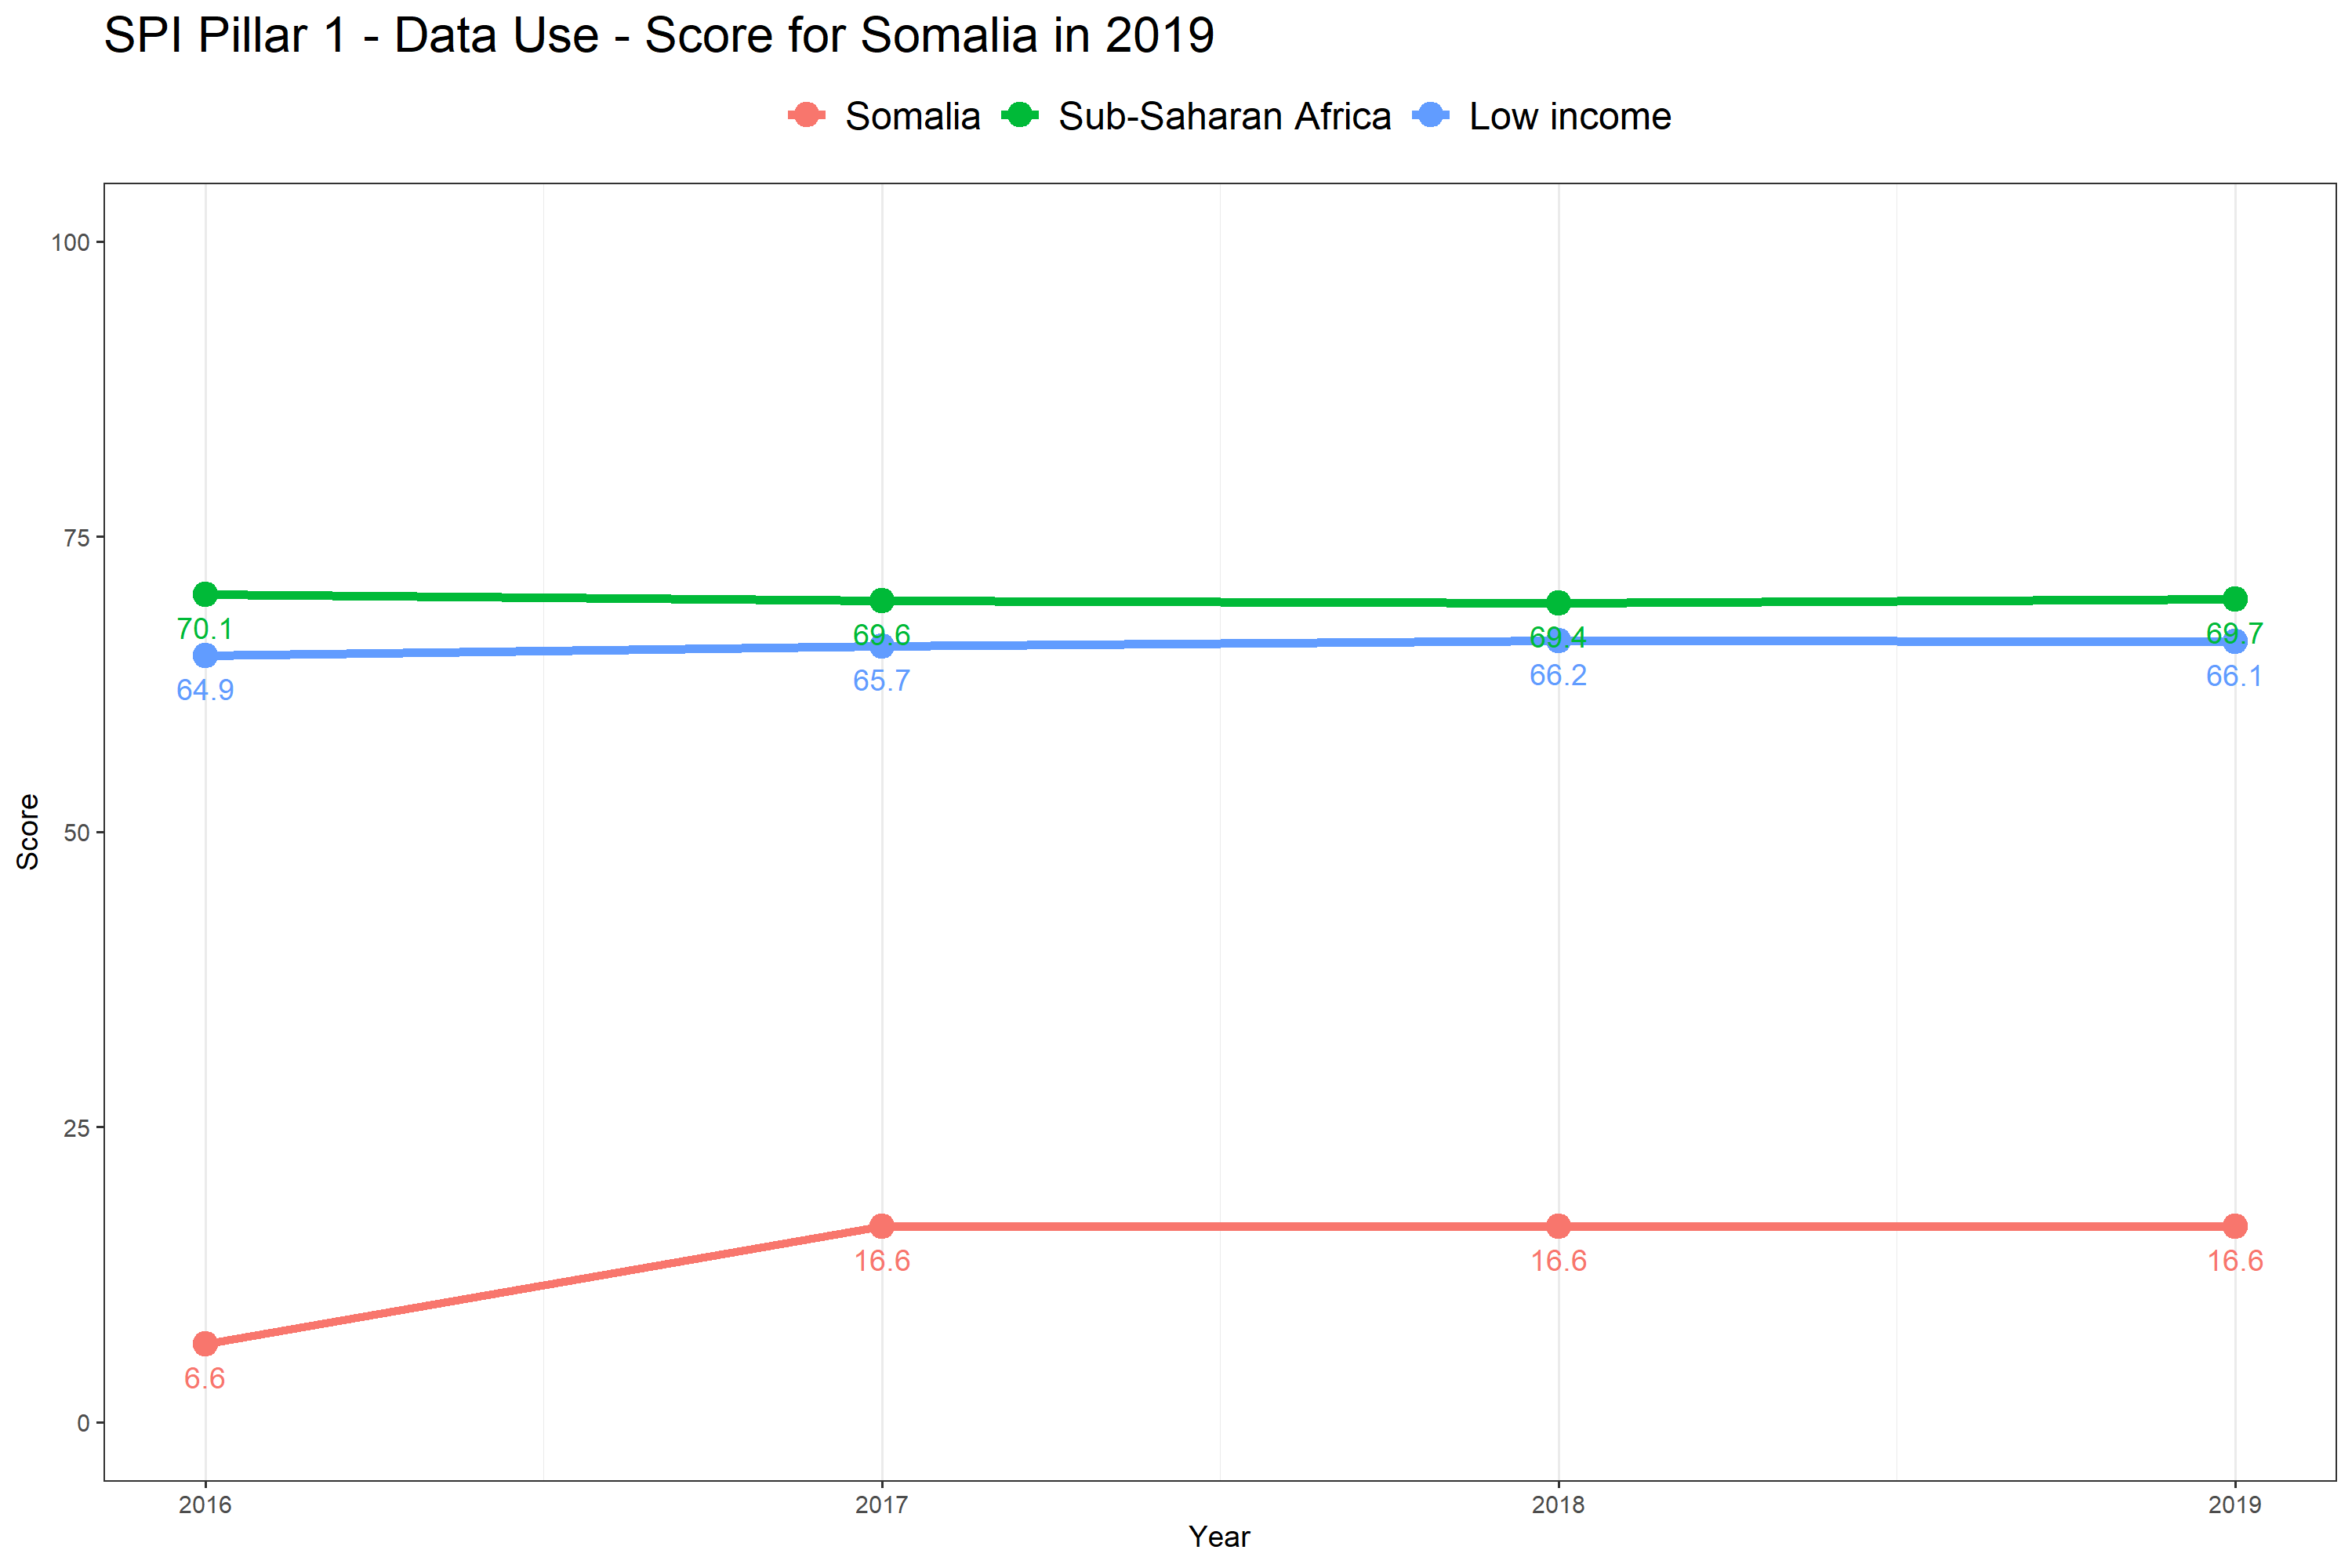 SPI Pillar 1 - Data Use - Score for Somalia in 2019
Somalia Sub-Saharan Africa Low income
100
75
70.1 69.6 69.4 69.7
64.9 65.7 66.2 66.1
Score
50
25
16.6 16.6 16.6
6.6
0
2016 2017 2018 2019
Year